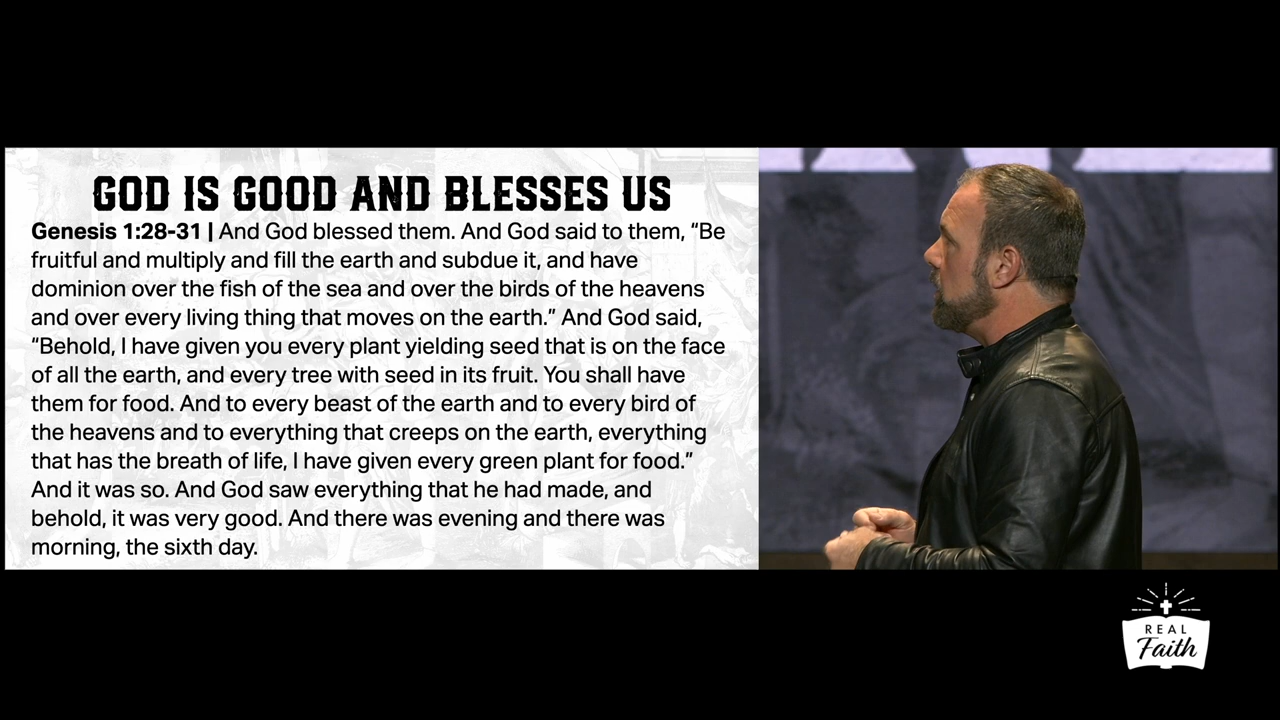 GOD IS GOOD AND BLESSES US
Genesis 1:28-31 | And God blessed them. And God said to them, “Be
fruitful and multiply and fill the earth and subdue it, and have
dominion over the fish of the sea and over the birds of the heavens
and over every living thing that moves on the earth.” And God said,
“Behold, I have given you every plant yielding seed that is on the face
of all the earth, and every tree with seed in its fruit. You shall have
them for food. And to every beast of the earth and to every bird of
the heavens and to everything that creeps on the earth, everything
that has the breath of life, I have given every green plant for food.”
And it was so. And God saw everything that he had made, and
behold, it was very good. And there was evening and there was
morning, the sixth day.
REAL
Faith